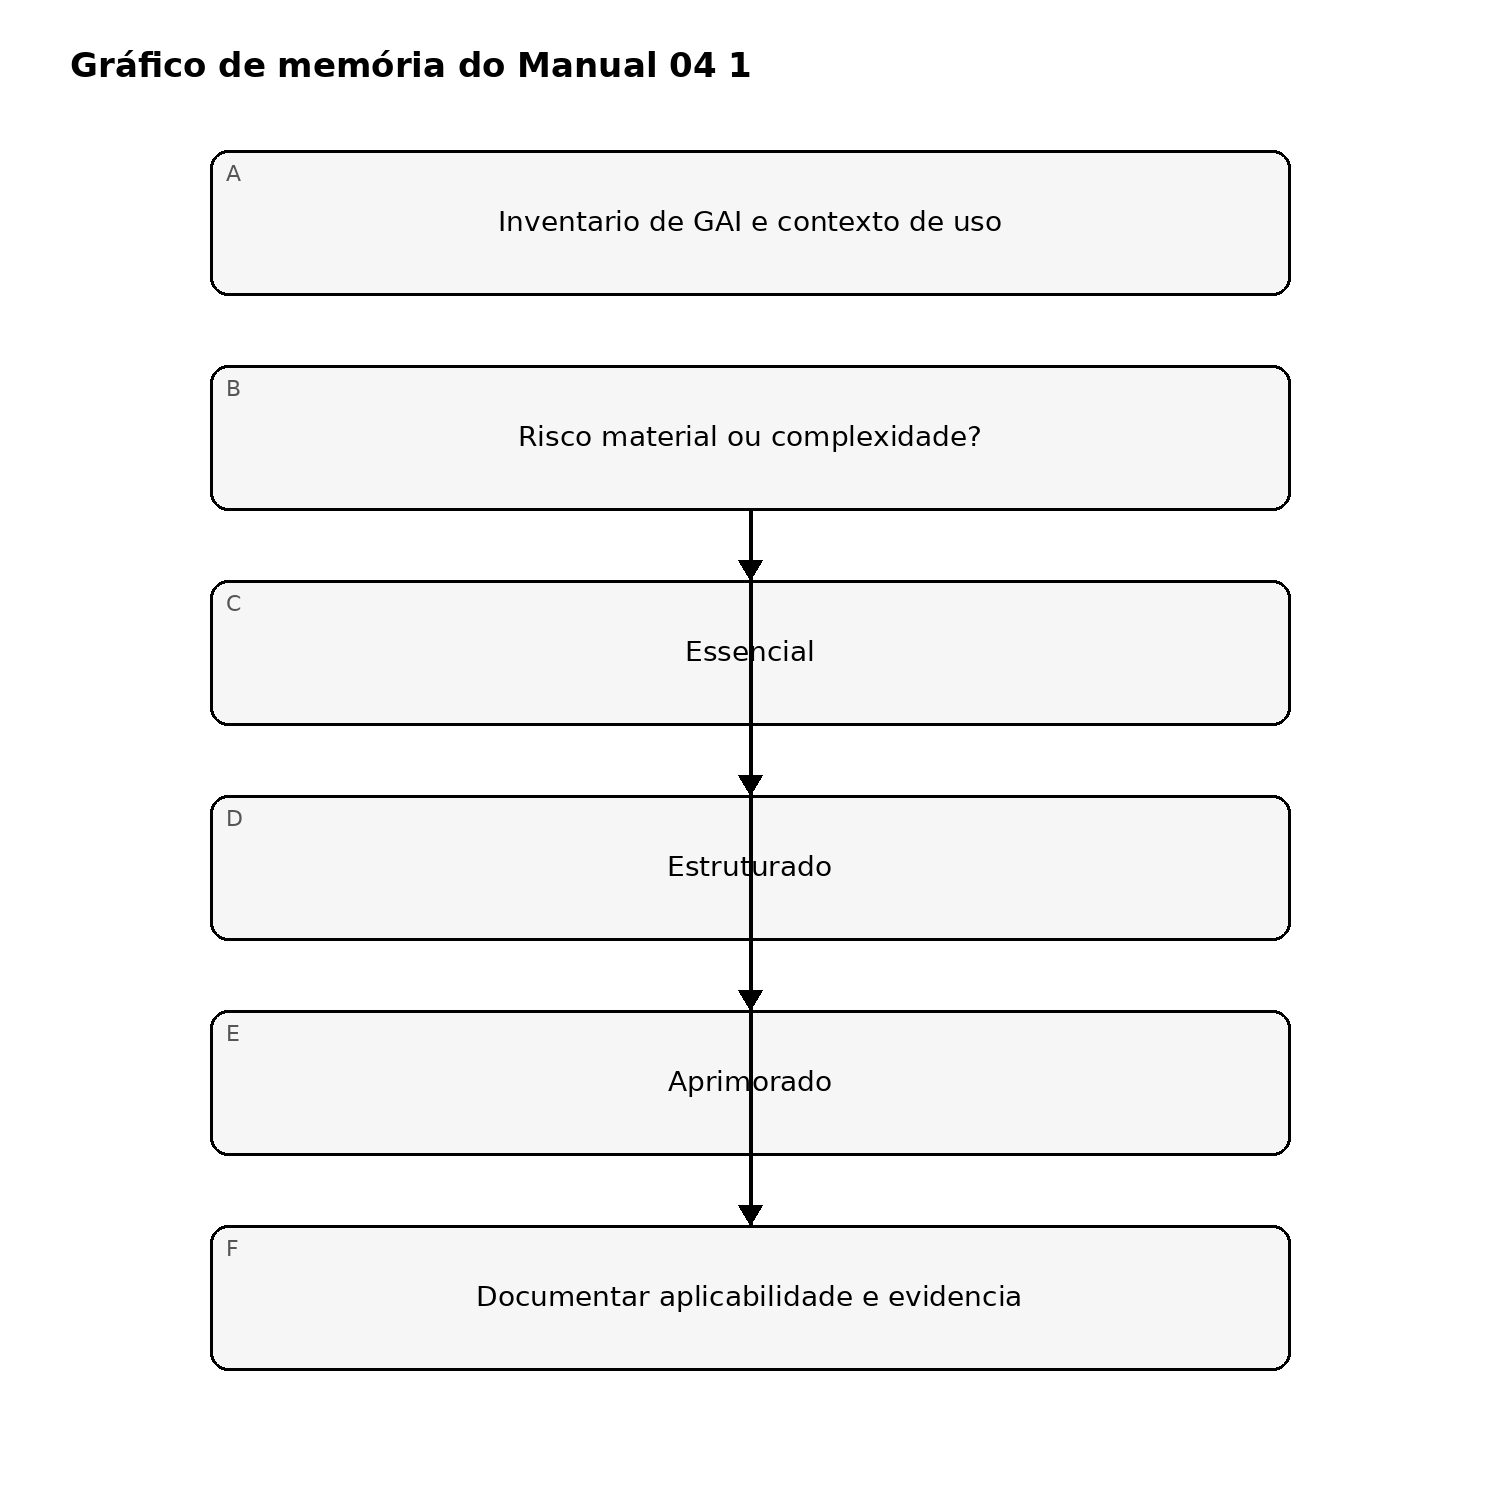 Gráfico de memória do Manual 04 1
A
Inventario de GAI e contexto de uso
B
Risco material ou complexidade?
C
Essencial
D
Estruturado
E
Aprimorado
F
Documentar aplicabilidade e evidencia